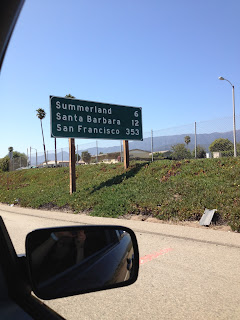 Summerland 6
Santa Barbara 12
San Francisco 353